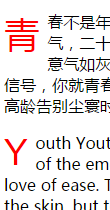 青春不是年
气，二十
意气如灰
信号，你就青春
高龄告别尘寰时
Youth Yout
of the em
love of ease. T
the skin, but t